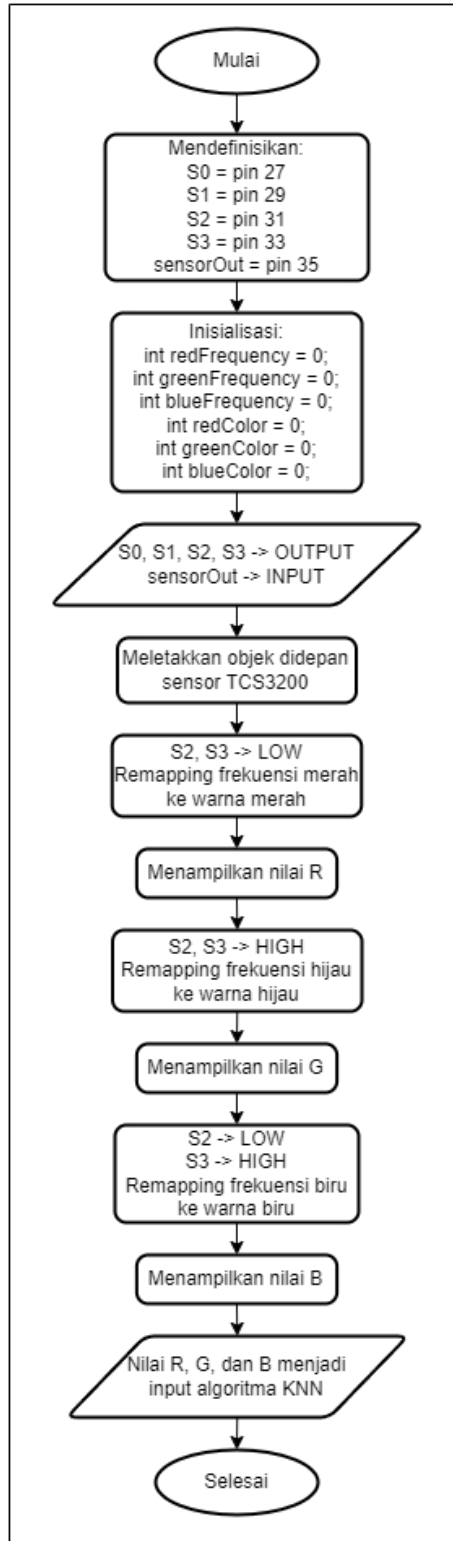 Mulai
Mendefinisikan:
S0 = pin 27
S1 = pin 29
S2 = pin 31
S3 = pin 33
sensorOut = pin 35
Inisialisasi:
int redFrequency = 0;
int greenFrequency = 0;
int blueFrequency = 0;
int redColor = 0;
int greenColor = 0;
int blueColor = 0;
S0, S1, S2, S3 -> OUTPUT
sensorOut -> INPUT
Meletakkan objek didepan
sensor TCS3200
S2, S3 -> LOW
Remapping frekuensi merah
ke warna merah
Menampilkan nilai R
S2, S3 -> HIGH
Remapping frekuensi hijau
ke warna hijau
Menampilkan nilai G
S2 -> LOW
S3 -> HIGH
Remapping frekuensi biru
ke warna biru
Menampilkan nilai B
Nilai R, G, dan B menjadi
input algoritma KNN
Selesai